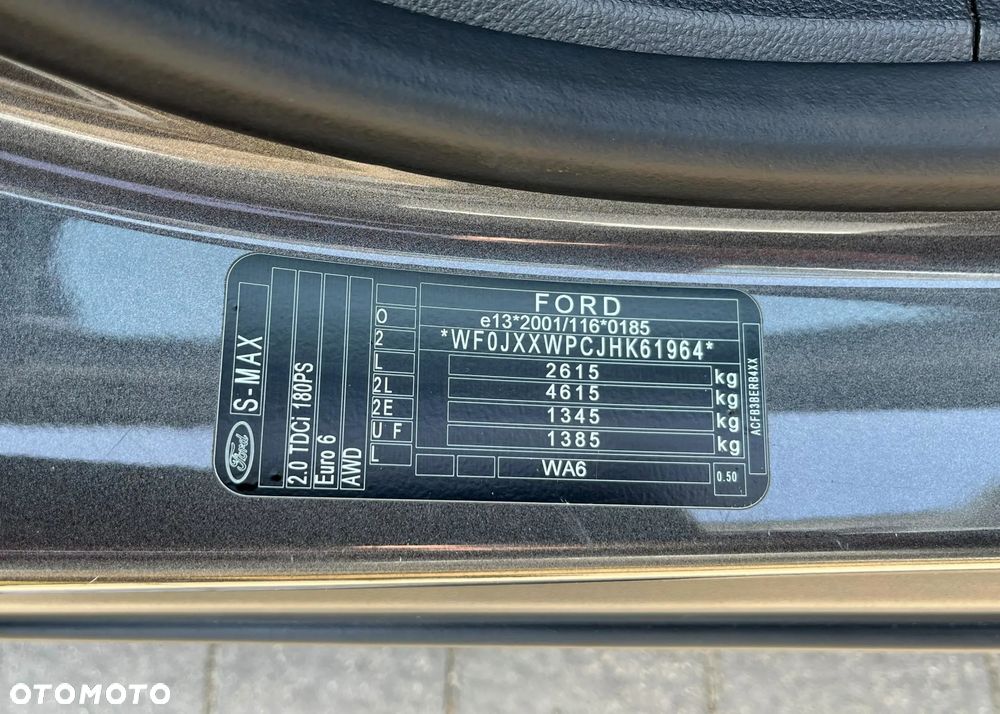 Ford
S-MAX
2.0 TDCi 180PS
Euro 6
AWD
O
2
L
2L
2E
U F
L
FORD
e13*2001/116*0185
*WF0JXXWPCJHK61964*
2615 kg
4615 kg
1345 kg
1385 kg
WA6
0.50
ACFB3BERB4XX
OTOMOTO